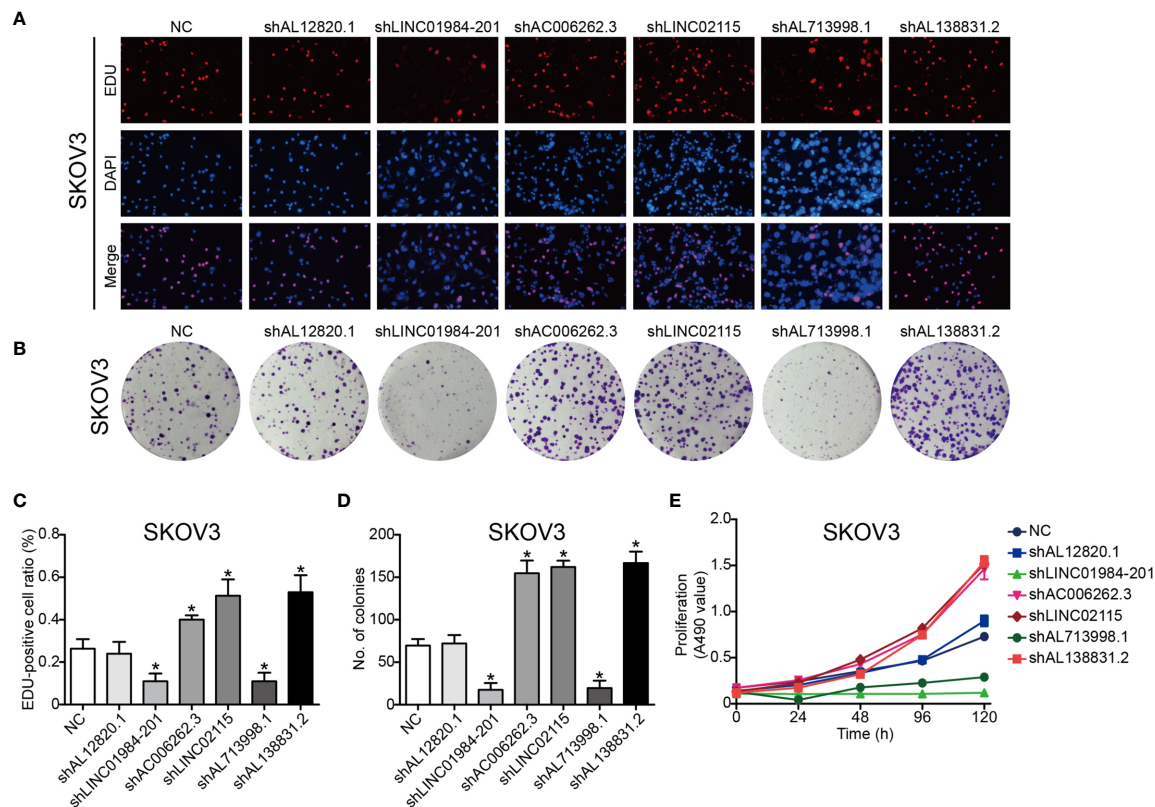 A
NC shAL12820.1 shLINC01984-201 shAC006262.3 shLINC02115 shAL713998.1 shAL138831.2
SKOV3
EDU
DAPI
Merge
B
NC shAL12820.1 shLINC01984-201 shAC006262.3 shLINC02115 shAL713998.1 shAL138831.2
SKOV3
C
SKOV3
EDU-positive cell ratio (%)
0.8
0.6
0.4
0.2
0
* * * * *
NC
shAL12820.1
shLINC01984-201
shAC006262.3
shLINC02115
shAL713998.1
shAL138831.2
D
SKOV3
No. of colonies
200
150
100
50
0
* * * * *
NC
shAL12820.1
shLINC01984-201
shAC006262.3
shLINC02115
shAL713998.1
shAL138831.2
E
SKOV3
Proliferation
(A490 value)
2.0
1.5
1.0
0.5
0
0 24 48 96 120
Time (h)
NC
shAL12820.1
shLINC01984-201
shAC006262.3
shLINC02115
shAL713998.1
shAL138831.2